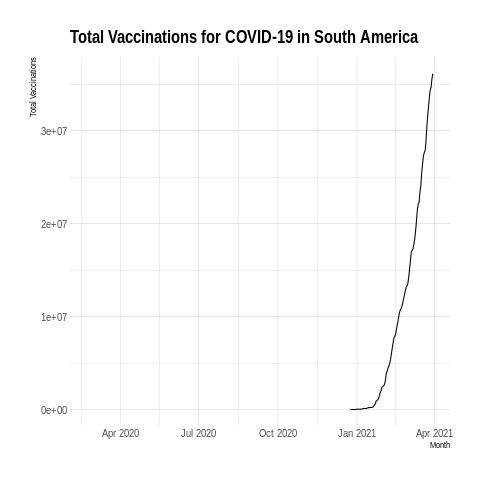 Total Vaccinations for COVID-19 in South America
Total Vaccinations
3e+07
2e+07
1e+07
0e+00
Apr 2020 Jul 2020 Oct 2020 Jan 2021 Apr 2021
Month